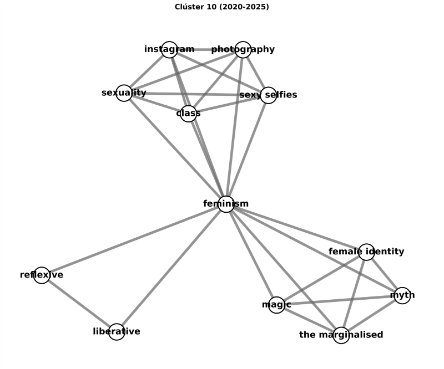 Clúster 10 (2020-2025)
instagram photography
sexuality sexy selfies
class
feminism
female identity
reflexive
myth
magic
liberative
the marginalised